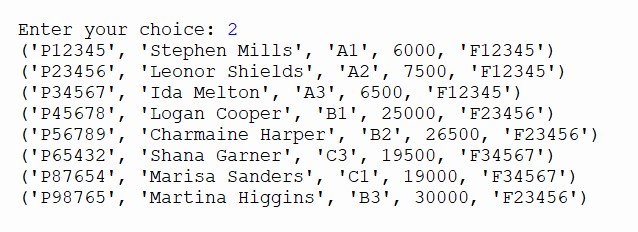 Enter your choice: 2
('P12345', 'Stephen Mills', 'A1', 6000, 'F12345')
('P23456', 'Leonor Shields', 'A2', 7500, 'F12345')
('P34567', 'Ida Melton', 'A3', 6500, 'F12345')
('P45678', 'Logan Cooper', 'B1', 25000, 'F23456')
('P56789', 'Charmaine Harper', 'B2', 26500, 'F23456')
('P65432', 'Shana Garner', 'C3', 19500, 'F34567')
('P87654', 'Marisa Sanders', 'C1', 19000, 'F34567')
('P98765', 'Martina Higgins', 'B3', 30000, 'F23456')